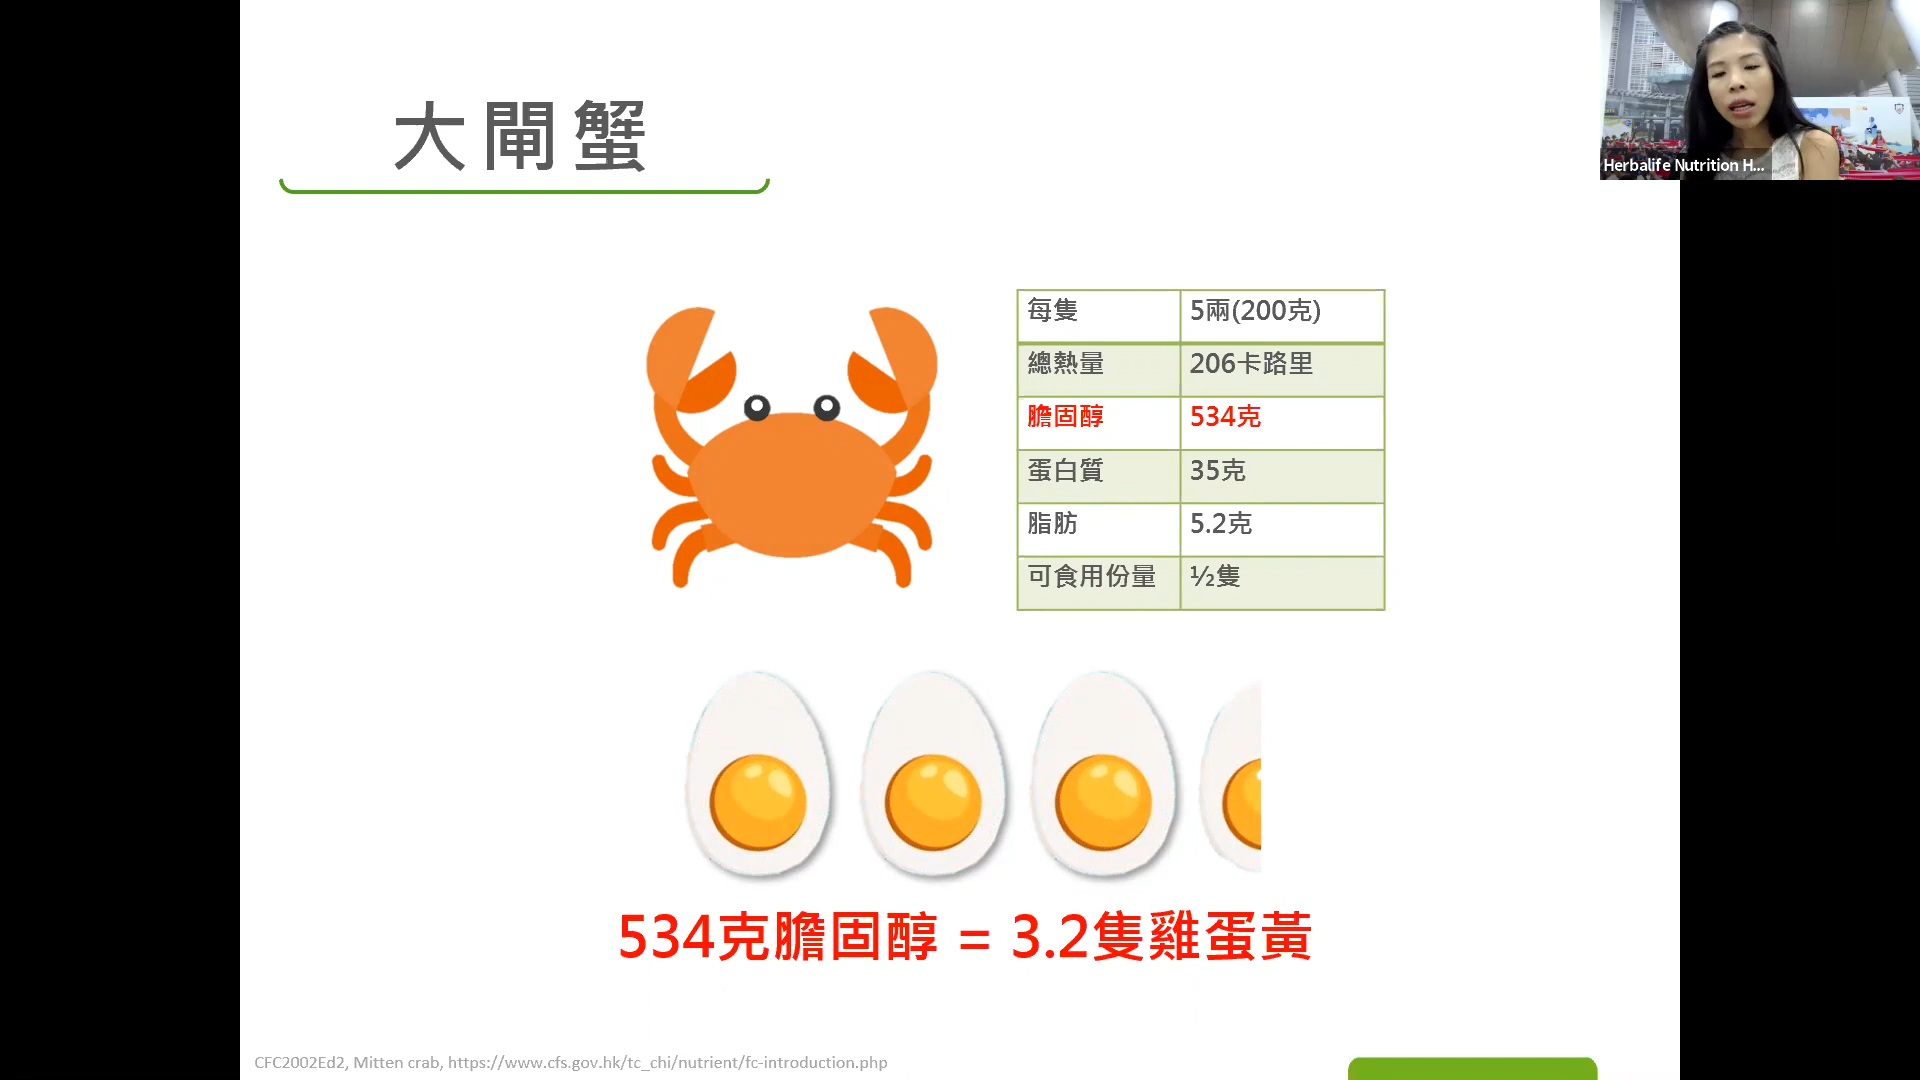 大閘蟹
Herbalife Nutrition H...
每隻 5兩(200克)
總熱量 206卡路里
膽固醇 534克
蛋白質 35克
脂肪 5.2克
可食用份量 ½隻
534克膽固醇 = 3.2隻雞蛋黃
CFC2002Ed2, Mitten crab, https://www.cfs.gov.hk/tc_chi/nutrient/fc-introduction.php